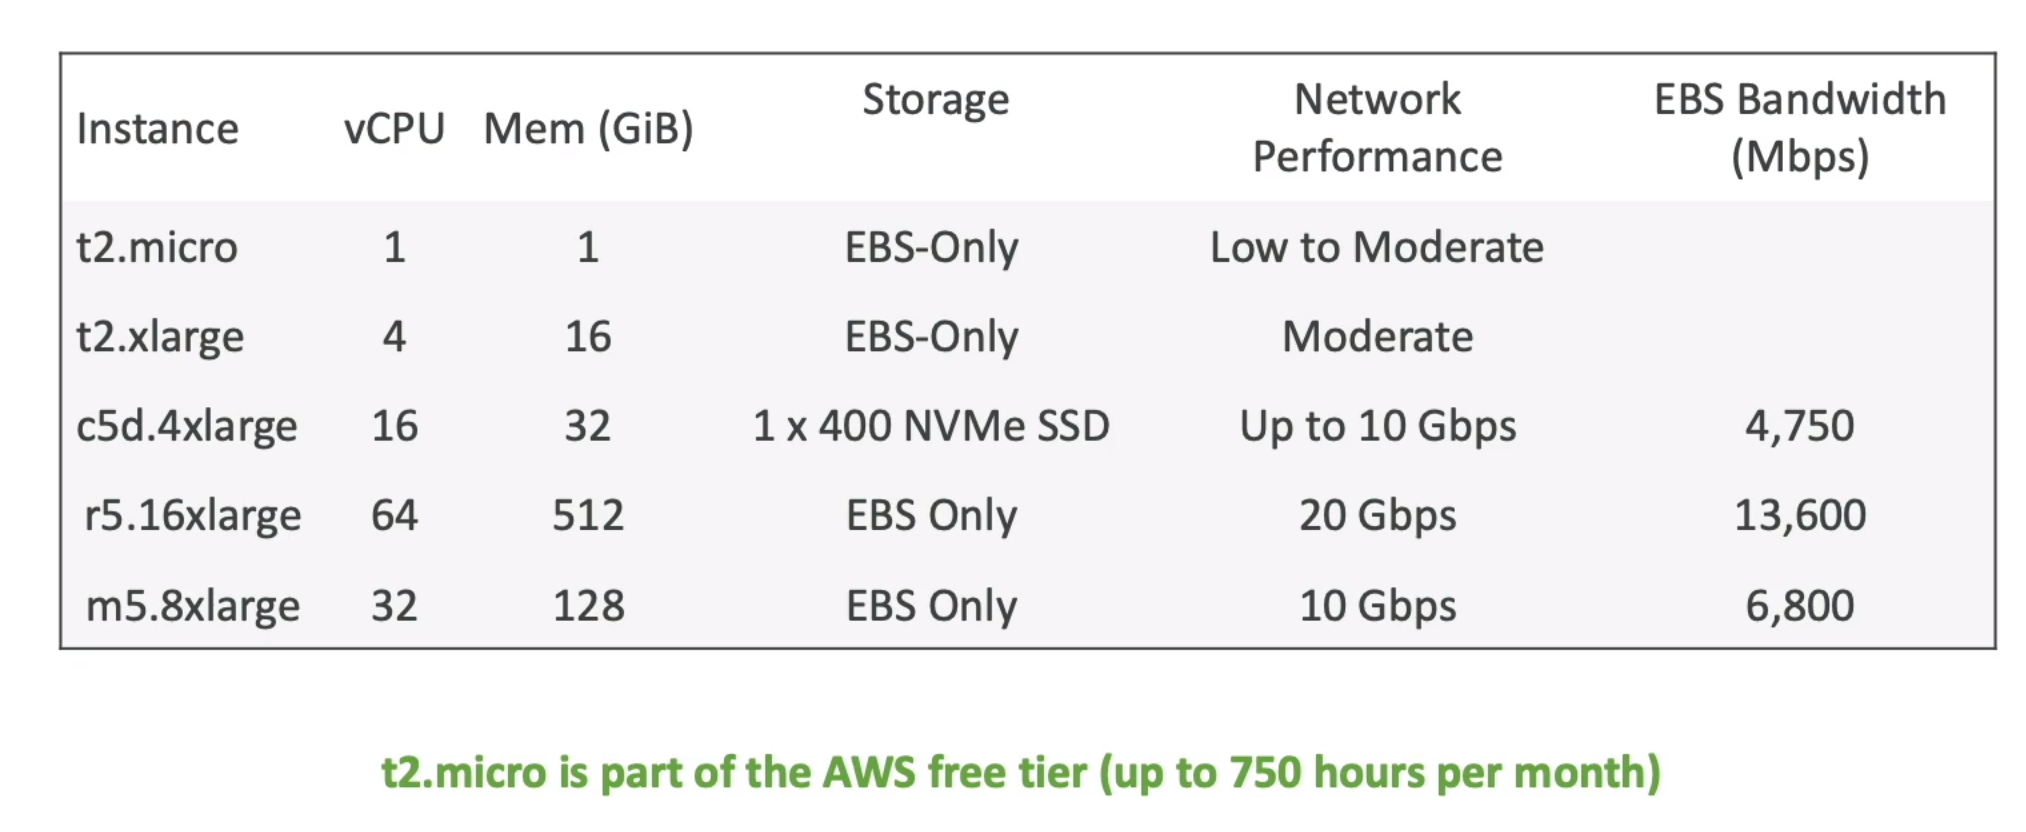 Instance vCPU Mem (GiB) Storage Network Performance EBS Bandwidth (Mbps)
t2.micro 1 1 EBS-Only Low to Moderate
t2.xlarge 4 16 EBS-Only Moderate
c5d.4xlarge 16 32 1 x 400 NVMe SSD Up to 10 Gbps 4,750
r5.16xlarge 64 512 EBS Only 20 Gbps 13,600
m5.8xlarge 32 128 EBS Only 10 Gbps 6,800
t2.micro is part of the AWS free tier (up to 750 hours per month)